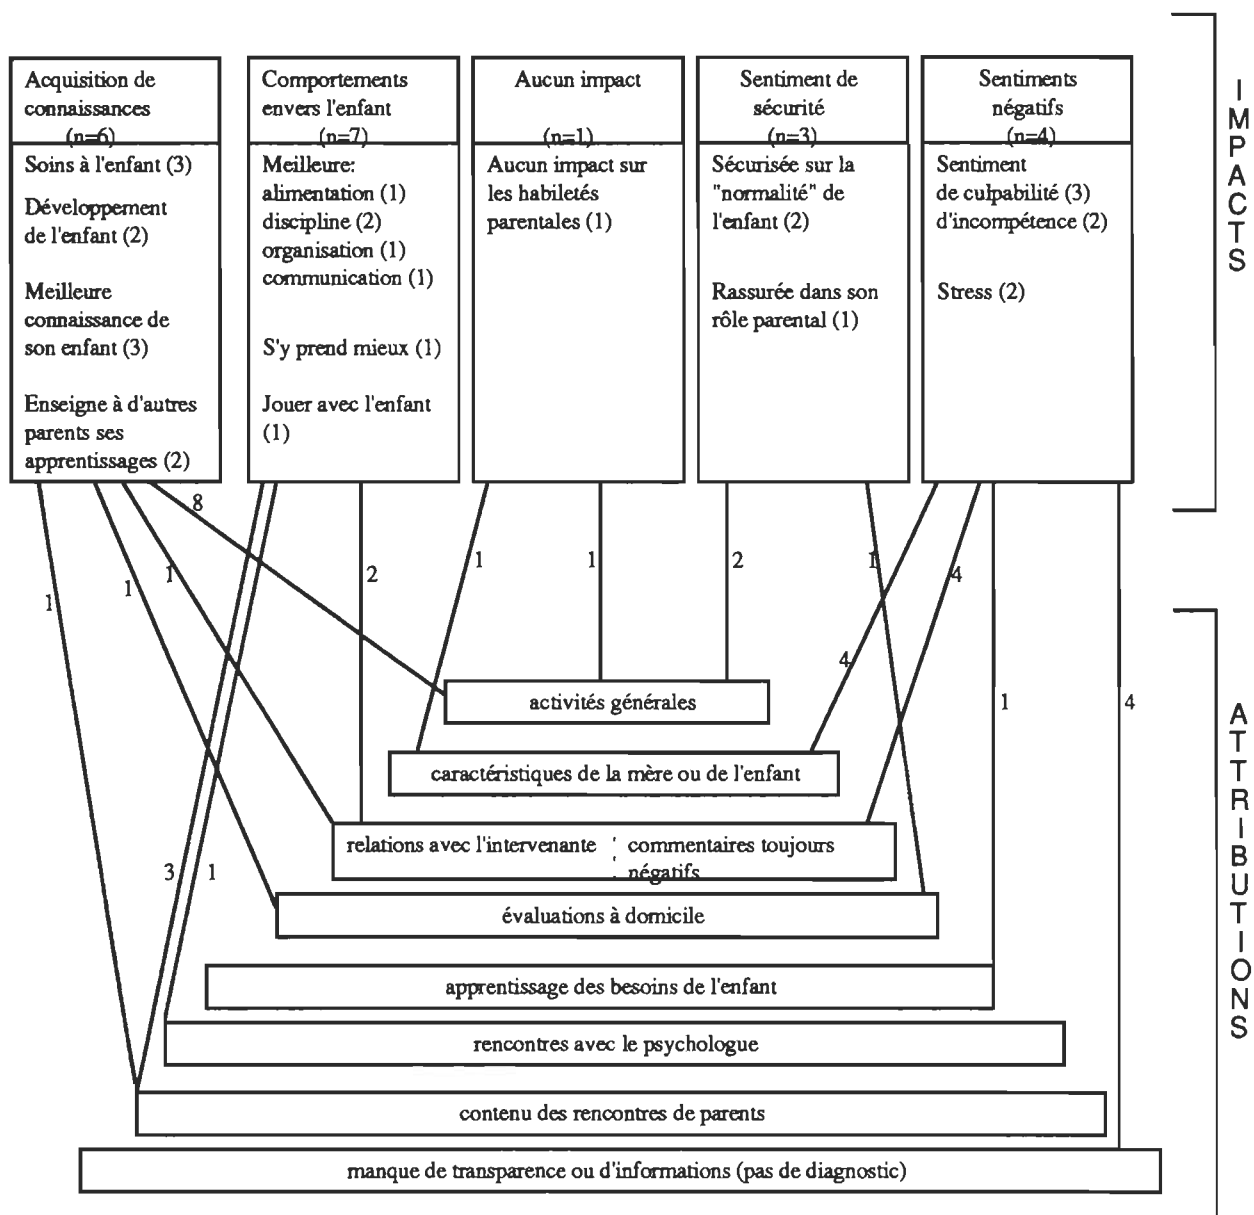 Acquisition de
connaissances
(n=6)
Soins à l'enfant (3)
Développement
de l'enfant (2)
Meilleure
connaissance de
son enfant (3)
Enseigne à d'autres
parents ses
apprentissages (2)
Comportements
envers l'enfant
(n=7)
Meilleure:
alimentation (1)
discipline (2)
organisation (1)
communication (1)
S'y prend mieux (1)
Jouer avec l'enfant
(1)
Aucun impact
(n=1)
Aucun impact sur
les habiletés
parentales (1)
Sentiment de
sécurité
(n=3)
Sécurisée sur la
"normalité" de
l'enfant (2)
Rassurée dans son
rôle parental (1)
Sentiments
négatifs
(n=4)
Sentiment
de culpabilité (3)
d'incompétence (2)
Stress (2)
IMPACTS
8
1
1
1
2
1
1
2
1
4
4
1
4
3
1
activités générales
caractéristiques de la mère ou de l'enfant
relations avec l'intervenante
commentaires toujours
négatifs
évaluations à domicile
apprentissage des besoins de l'enfant
rencontres avec le psychologue
contenu des rencontres de parents
manque de transparence ou d'informations (pas de diagnostic)
ATTRIBUTIONS